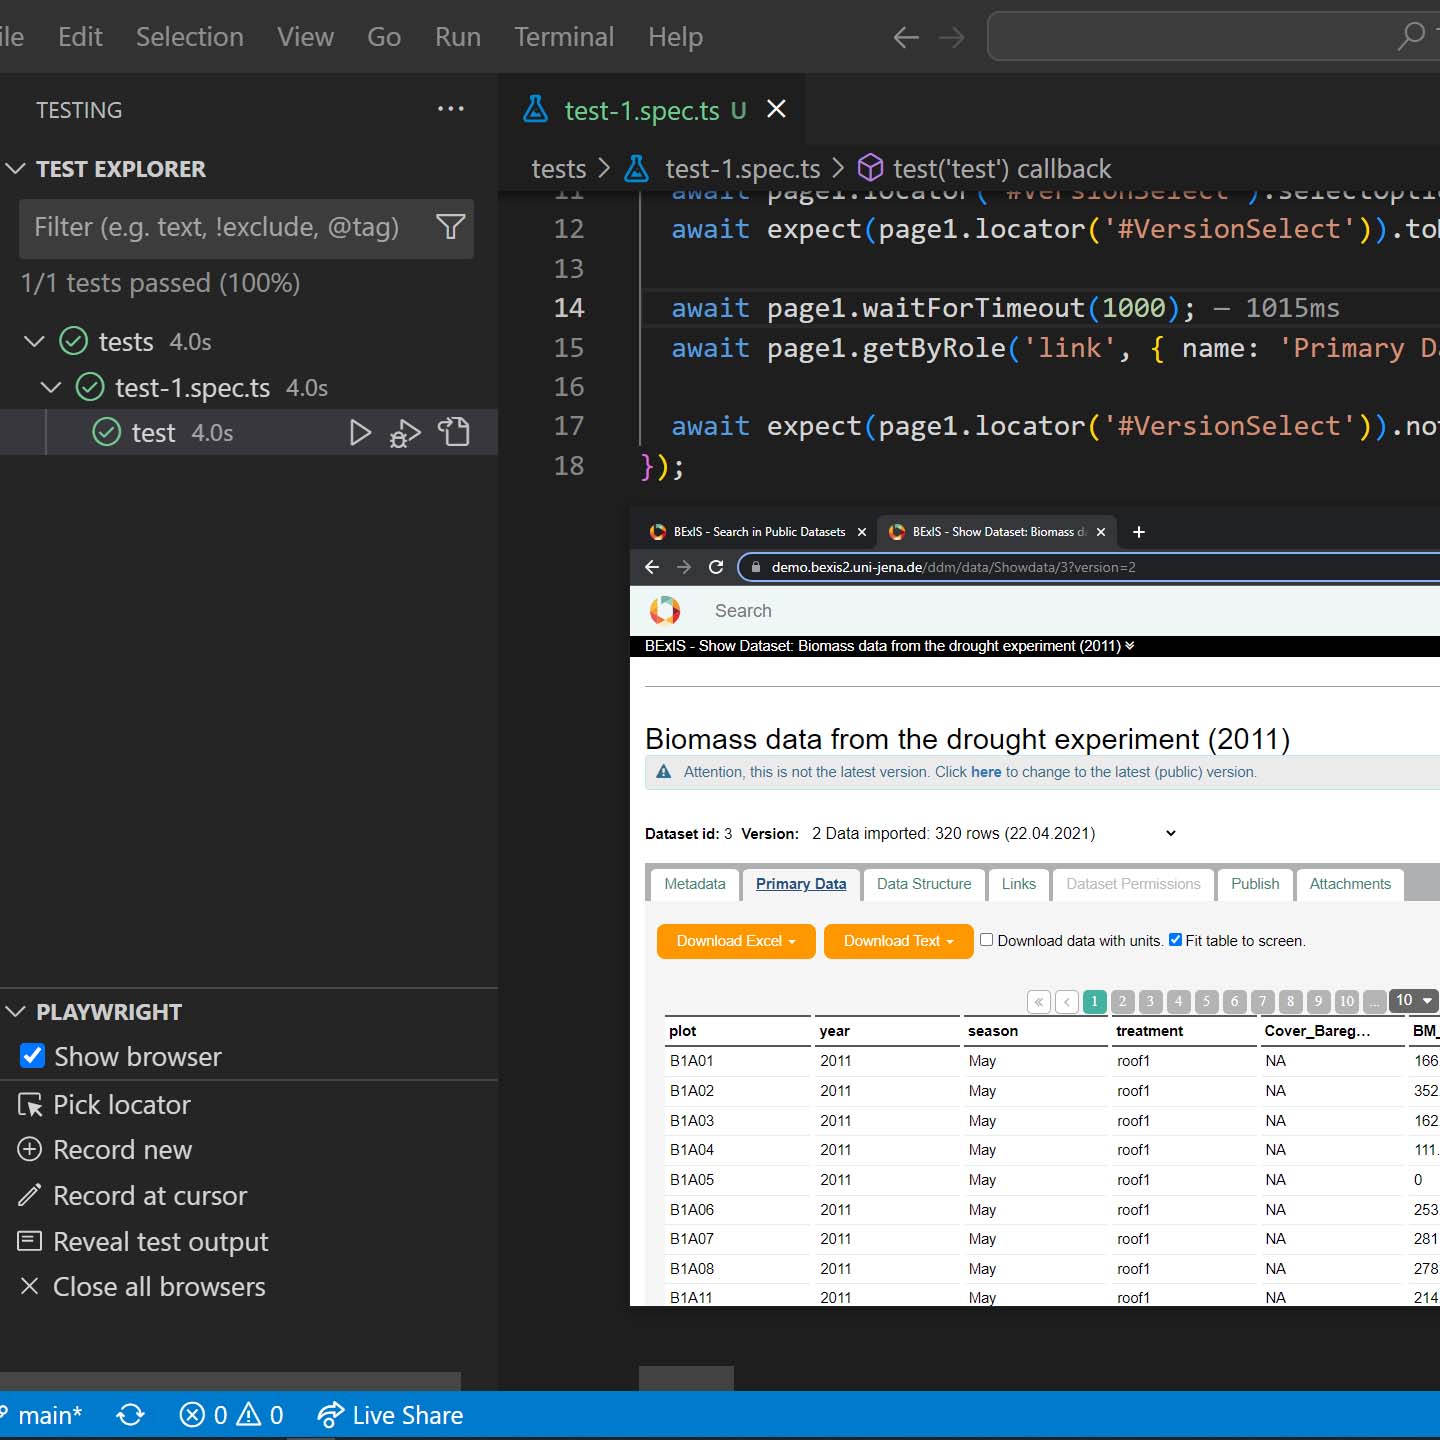 ile Edit Selection View Go Run Terminal Help
TESTING
test-1.spec.ts U
TEST EXPLORER
tests > test-1.spec.ts > test('test') callback
Filter (e.g. text, !exclude, @tag)
1/1 tests passed (100%)
tests 4.0s
test-1.spec.ts 4.0s
test 4.0s
11 await page1.locator('#VersionSelect').selectOpti
12 await expect(page1.locator('#VersionSelect')).to
13
14 await page1.waitForTimeout(1000); — 1015ms
15 await page1.getByRole('link', { name: 'Primary D
16
17 await expect(page1.locator('#VersionSelect')).no
18 });
BExIS - Search in Public Datasets
BExIS - Show Dataset: Biomass d
demo.bexis2.uni-jena.de/ddm/data/Showdata/3?version=2
Search
BExIS - Show Dataset: Biomass data from the drought experiment (2011)
Biomass data from the drought experiment (2011)
Attention, this is not the latest version. Click here to change to the latest (public) version.
Dataset id: 3 Version: 2 Data imported: 320 rows (22.04.2021)
Metadata Primary Data Data Structure Links Dataset Permissions Publish Attachments
Download Excel Download Text Download data with units. Fit table to screen.
« < 1 2 3 4 5 6 7 8 9 10 ... 10
plot year season treatment Cover_Bareg... BM_
B1A01 2011 May roof1 NA 166
B1A02 2011 May roof1 NA 352
B1A03 2011 May roof1 NA 162
B1A04 2011 May roof1 NA 111.
B1A05 2011 May roof1 NA 0
B1A06 2011 May roof1 NA 253
B1A07 2011 May roof1 NA 281
B1A08 2011 May roof1 NA 278
B1A11 2011 May roof1 NA 214
PLAYWRIGHT
Show browser
Pick locator
Record new
Record at cursor
Reveal test output
Close all browsers
main* 0 0 Live Share